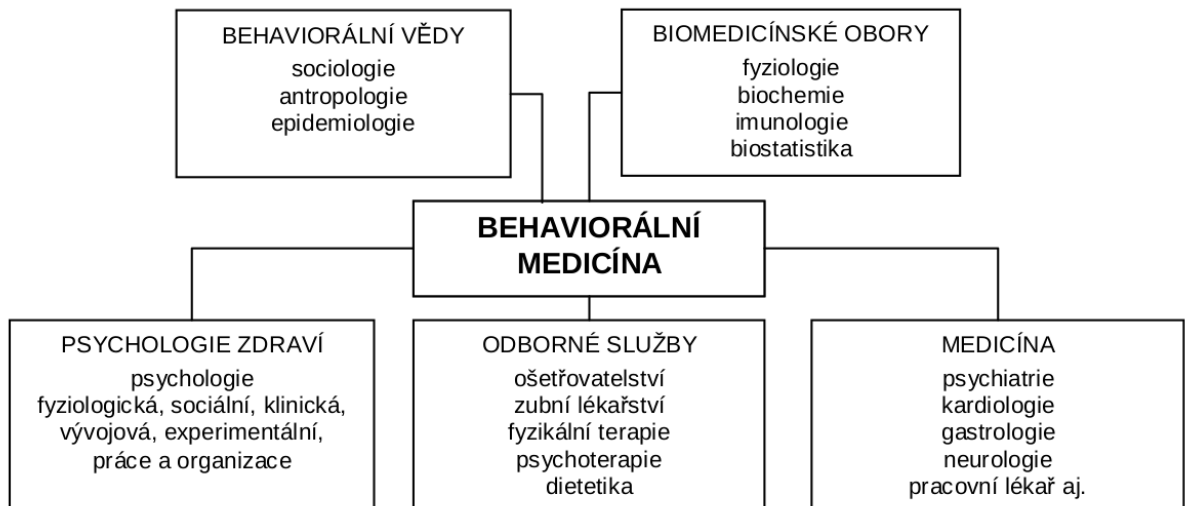 BEHAVIORÁLNÍ VĚDY
sociologie
antropologie
epidemiologie
BIOMEDICÍNSKÉ OBORY
fyziologie
biochemie
imunologie
biostatistika
BEHAVIORÁLNÍ
MEDICÍNA
PSYCHOLOGIE ZDRAVÍ
psychologie
fyziologická, sociální, klinická,
vývojová, experimentální,
práce a organizace
ODBORNÉ SLUŽBY
ošetřovatelství
zubní lékařství
fyzikální terapie
psychoterapie
dietetika
MEDICÍNA
psychiatrie
kardiologie
gastrologie
neurologie
pracovní lékař aj.